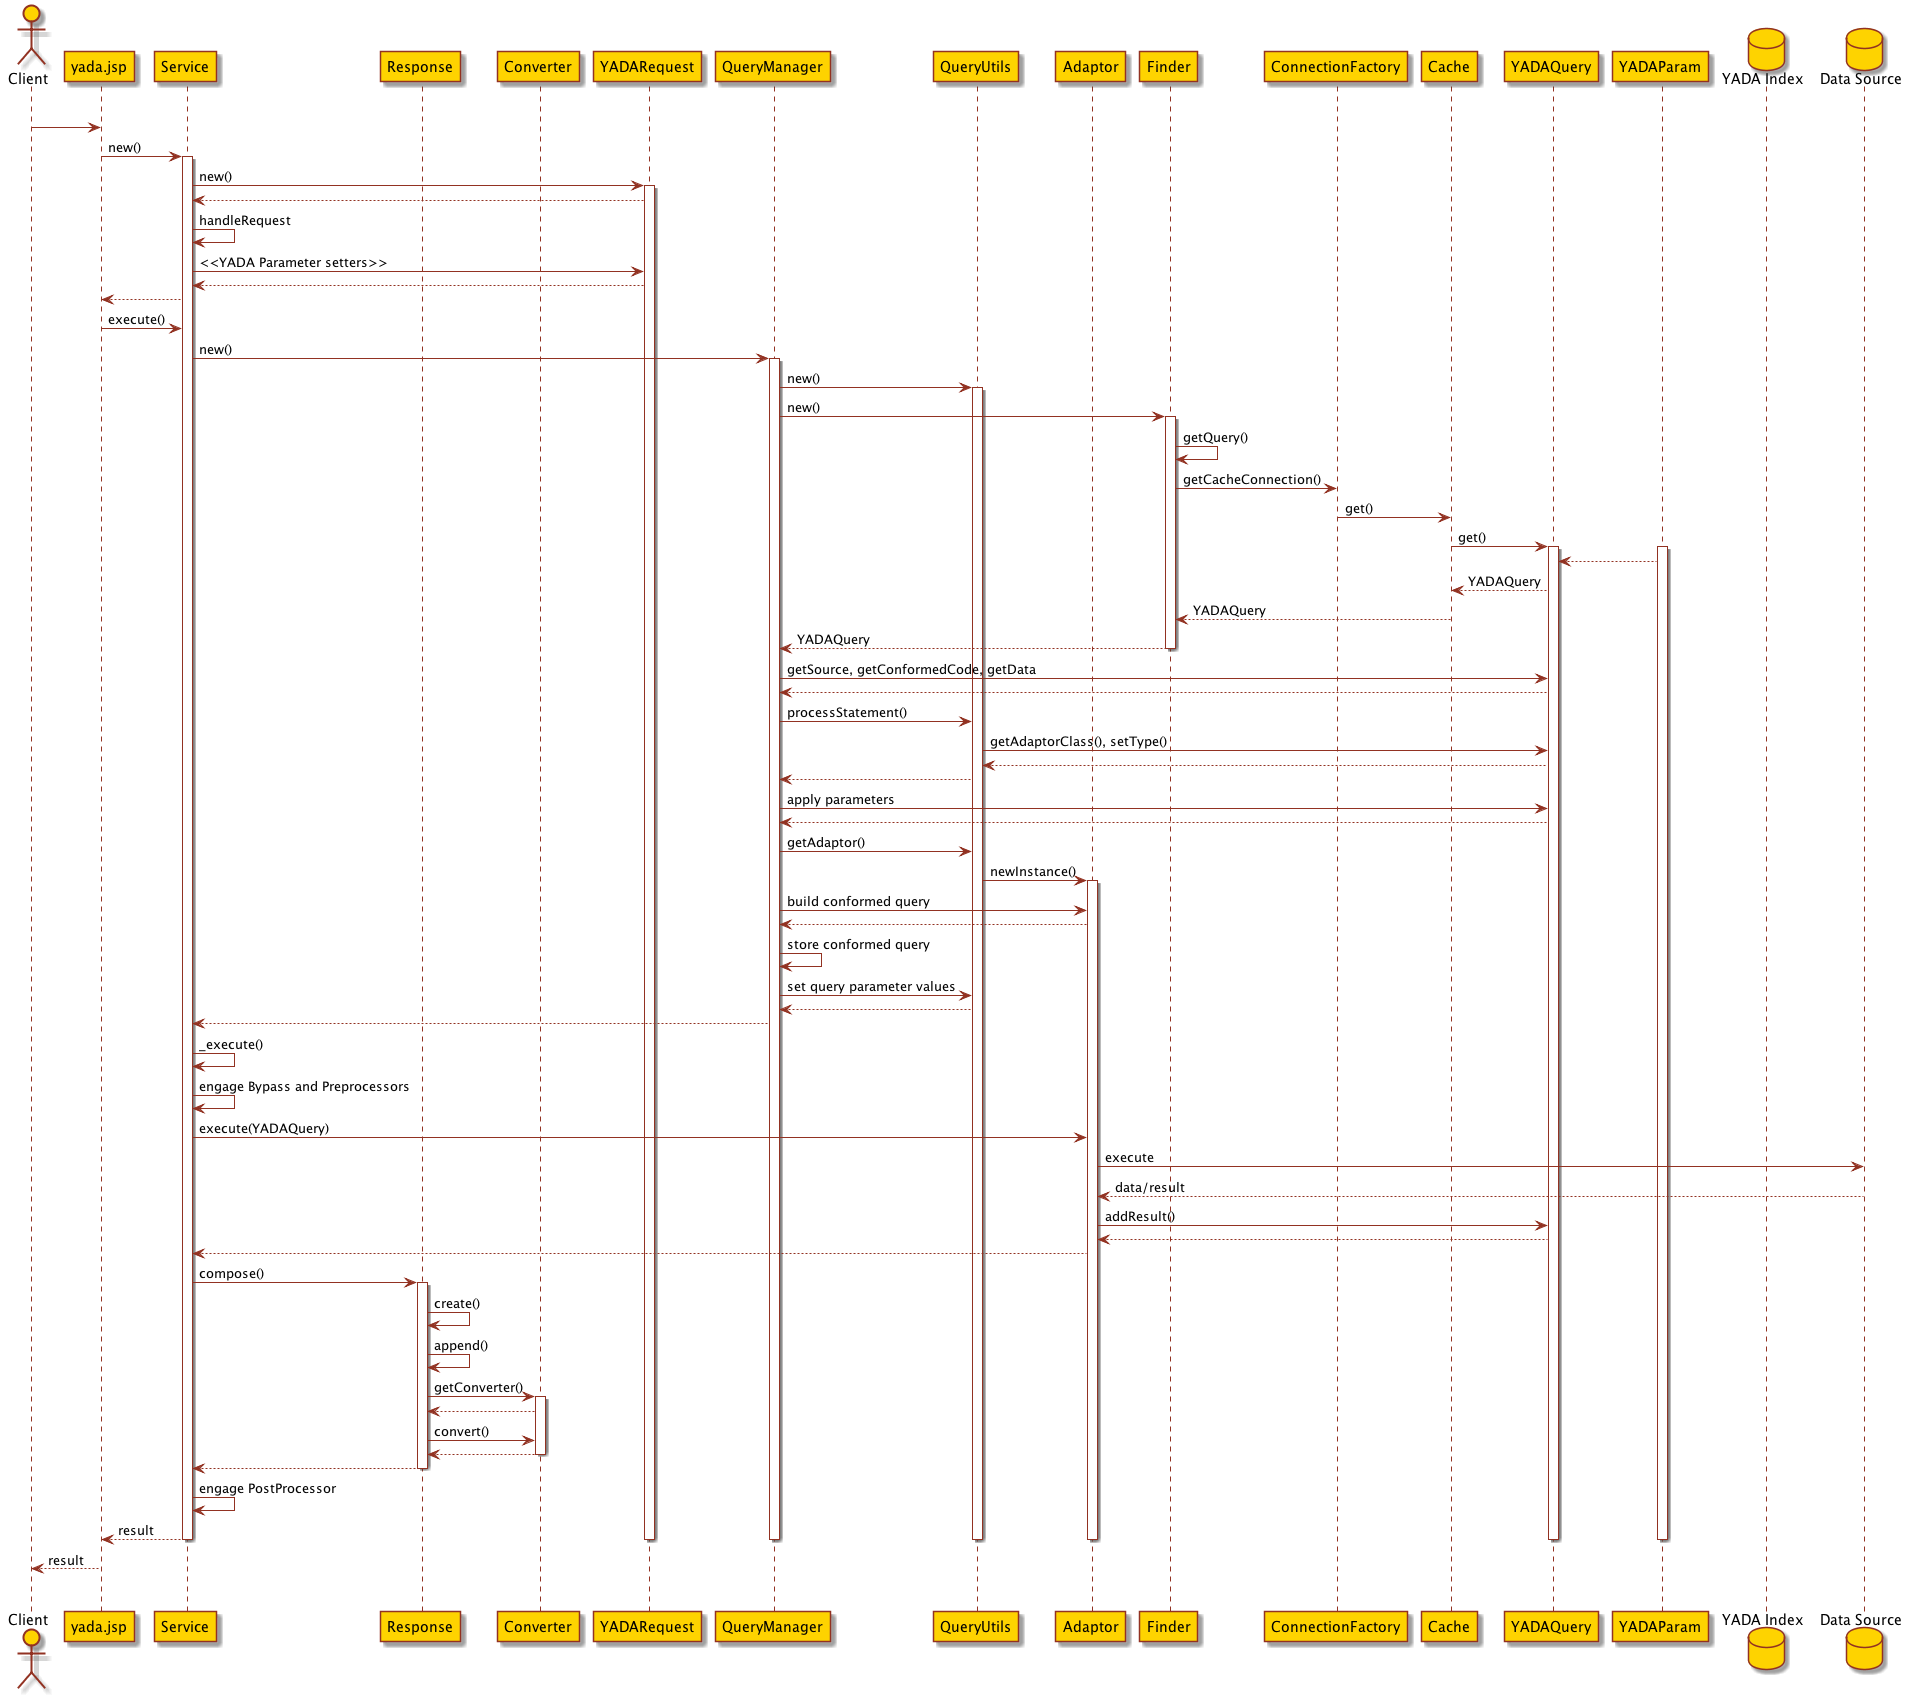 Client
yada.jsp
Service
Response
Converter
YADARequest
QueryManager
QueryUtils
Adaptor
Finder
ConnectionFactory
Cache
YADAQuery
YADAParam
YADA Index
Data Source
new()
new()
handleRequest
<<YADA Parameter setters>>
execute()
new()
new()
new()
getQuery()
getCacheConnection()
get()
get()
YADAQuery
YADAQuery
YADAQuery
getSource, getConformedCode, getData
processStatement()
getAdaptorClass(), setType()
apply parameters
getAdaptor()
newInstance()
build conformed query
store conformed query
set query parameter values
_execute()
engage Bypass and Preprocessors
execute(YADAQuery)
execute
data/result
addResult()
compose()
create()
append()
getConverter()
convert()
engage PostProcessor
result
result
Client
yada.jsp
Service
Response
Converter
YADARequest
QueryManager
QueryUtils
Adaptor
Finder
ConnectionFactory
Cache
YADAQuery
YADAParam
YADA Index
Data Source